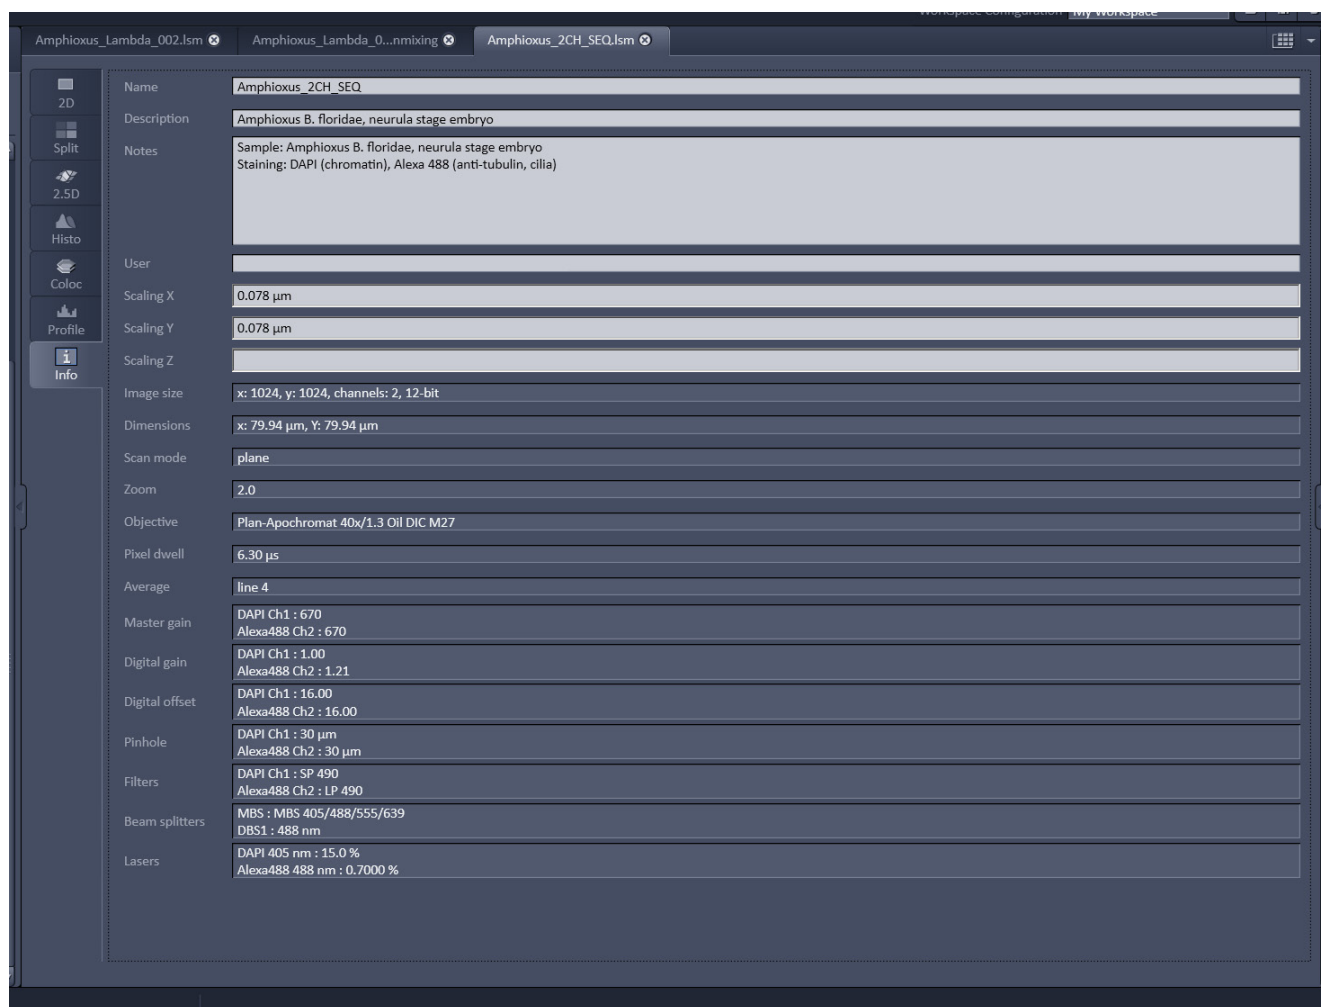 Workspace Configuration My Workspace
Amphioxus_Lambda_002.lsm Amphioxus_Lambda_0...nmixing Amphioxus_2CH_SEQ.lsm
2D
Split
2.5D
Histo
Coloc
Profile
i
Info
Name Amphioxus_2CH_SEQ
Description Amphioxus B. floridae, neurula stage embryo
Notes Sample: Amphioxus B. floridae, neurula stage embryo
Staining: DAPI (chromatin), Alexa 488 (anti-tubulin, cilia)
User
Scaling X 0.078 µm
Scaling Y 0.078 µm
Scaling Z
Image size x: 1024, y: 1024, channels: 2, 12-bit
Dimensions x: 79.94 µm, Y: 79.94 µm
Scan mode plane
Zoom 2.0
Objective Plan-Apochromat 40x/1.3 Oil DIC M27
Pixel dwell 6.30 µs
Average line 4
Master gain DAPI Ch1 : 670
Alexa488 Ch2 : 670
Digital gain DAPI Ch1 : 1.00
Alexa488 Ch2 : 1.21
Digital offset DAPI Ch1 : 16.00
Alexa488 Ch2 : 16.00
Pinhole DAPI Ch1 : 30 µm
Alexa488 Ch2 : 30 µm
Filters DAPI Ch1 : SP 490
Alexa488 Ch2 : LP 490
Beam splitters MBS : MBS 405/488/555/639
DBS1 : 488 nm
Lasers DAPI 405 nm : 15.0 %
Alexa488 488 nm : 0.7000 %